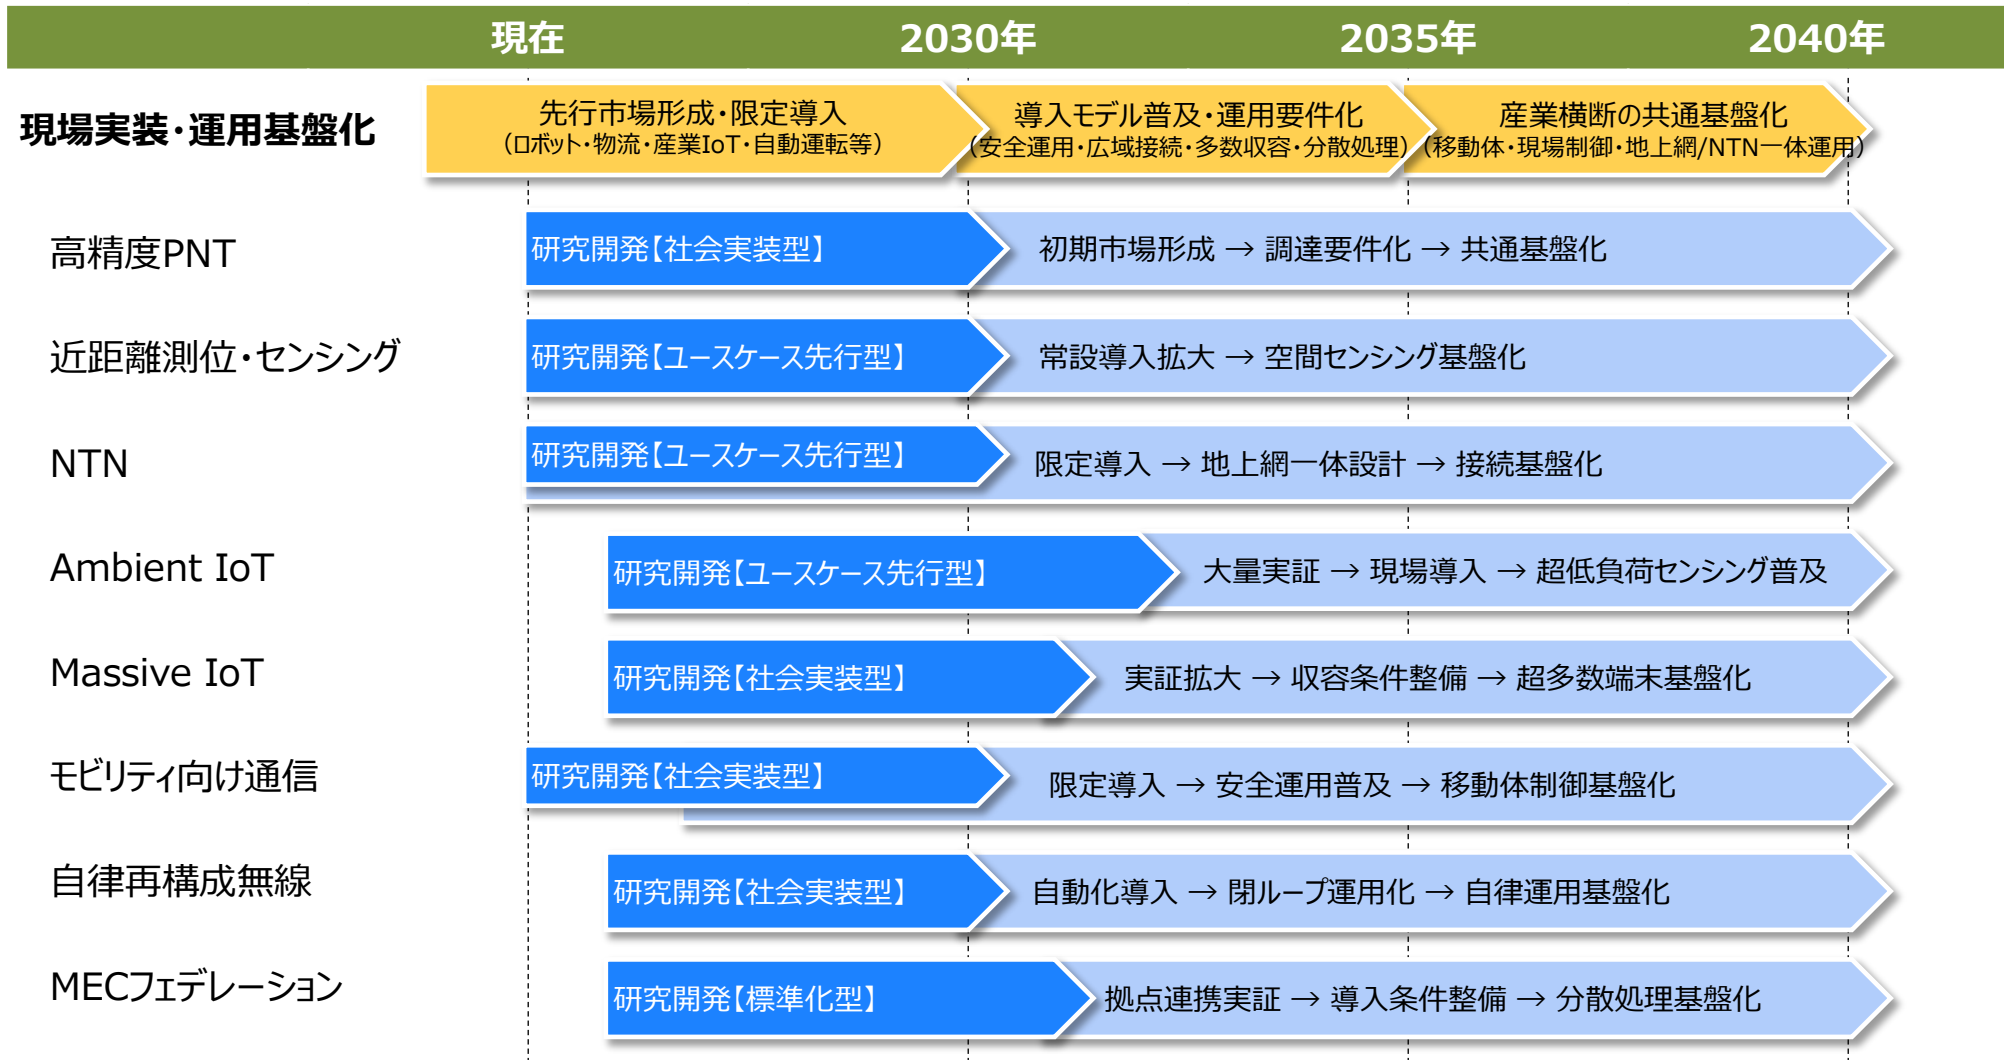 現在 2030年 2035年 2040年
現場実装・運用基盤化
先行市場形成・限定導入
（ロボット・物流・産業IoT・自動運転等）
導入モデル普及・運用要件化
（安全運用・広域接続・多数収容・分散処理）
産業横断の共通基盤化
（移動体・現場制御・地上網/NTN一体運用）
高精度PNT
研究開発【社会実装型】
初期市場形成 → 調達要件化 → 共通基盤化
近距離測位・センシング
研究開発【ユースケース先行型】
常設導入拡大 → 空間センシング基盤化
NTN
研究開発【ユースケース先行型】
限定導入 → 地上網一体設計 → 接続基盤化
Ambient IoT
研究開発【ユースケース先行型】
大量実証 → 現場導入 → 超低負荷センシング普及
Massive IoT
研究開発【社会実装型】
実証拡大 → 収容条件整備 → 超多数端末基盤化
モビリティ向け通信
研究開発【社会実装型】
限定導入 → 安全運用普及 → 移動体制御基盤化
自律再構成無線
研究開発【社会実装型】
自動化導入 → 閉ループ運用化 → 自律運用基盤化
MECフェデレーション
研究開発【標準化型】
拠点連携実証 → 導入条件整備 → 分散処理基盤化